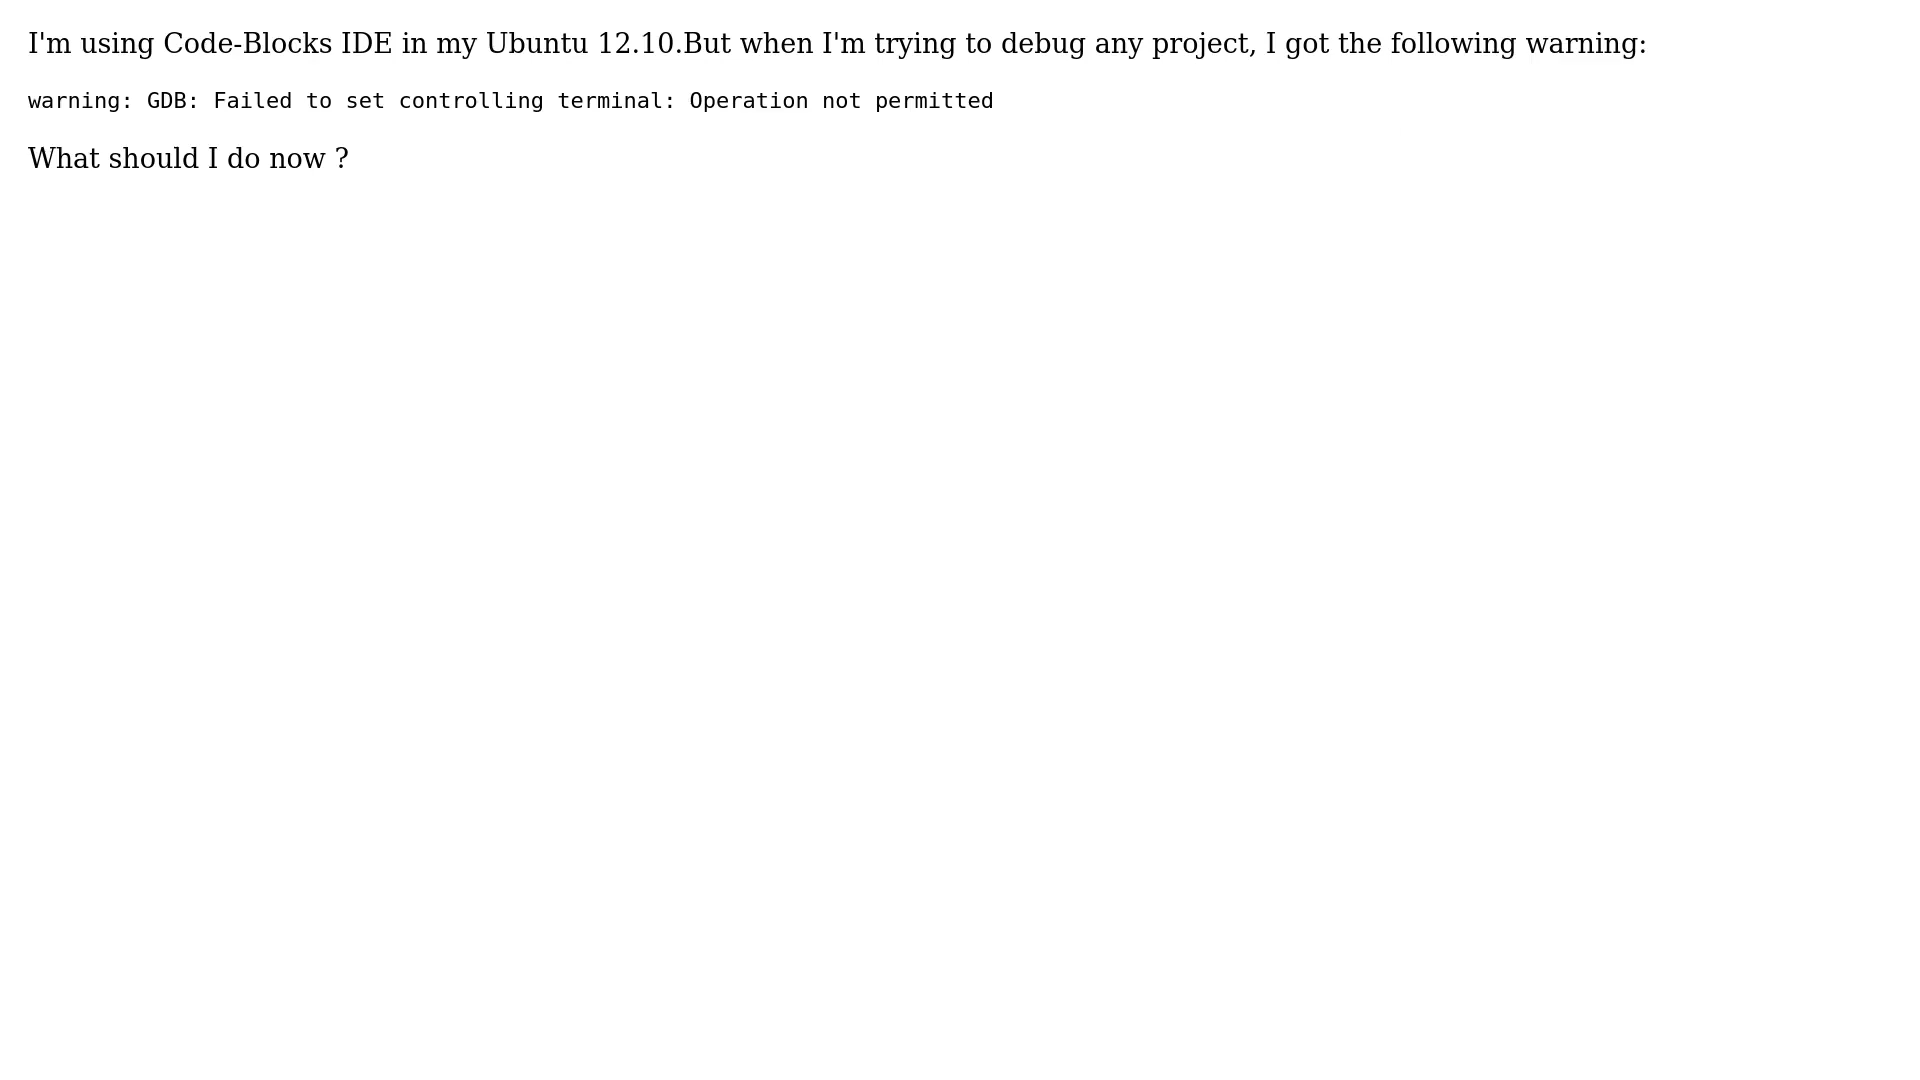 I'm using Code-Blocks IDE in my Ubuntu 12.10.But when I'm trying to debug any project, I got the following warning:
warning: GDB: Failed to set controlling terminal: Operation not permitted
What should I do now ?